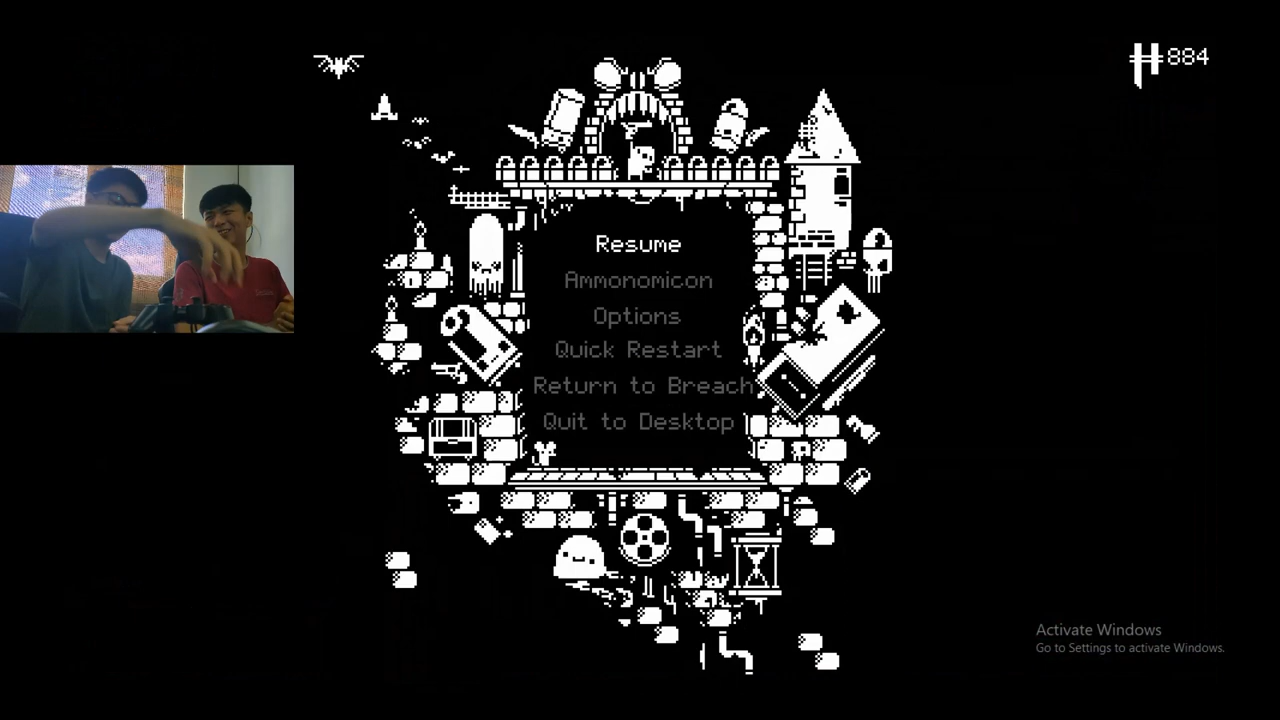 884
Resume
Ammonomicon
Options
Quick Restart
Return to Breach
Quit to Desktop
Activate Windows
Go to Settings to activate Windows.